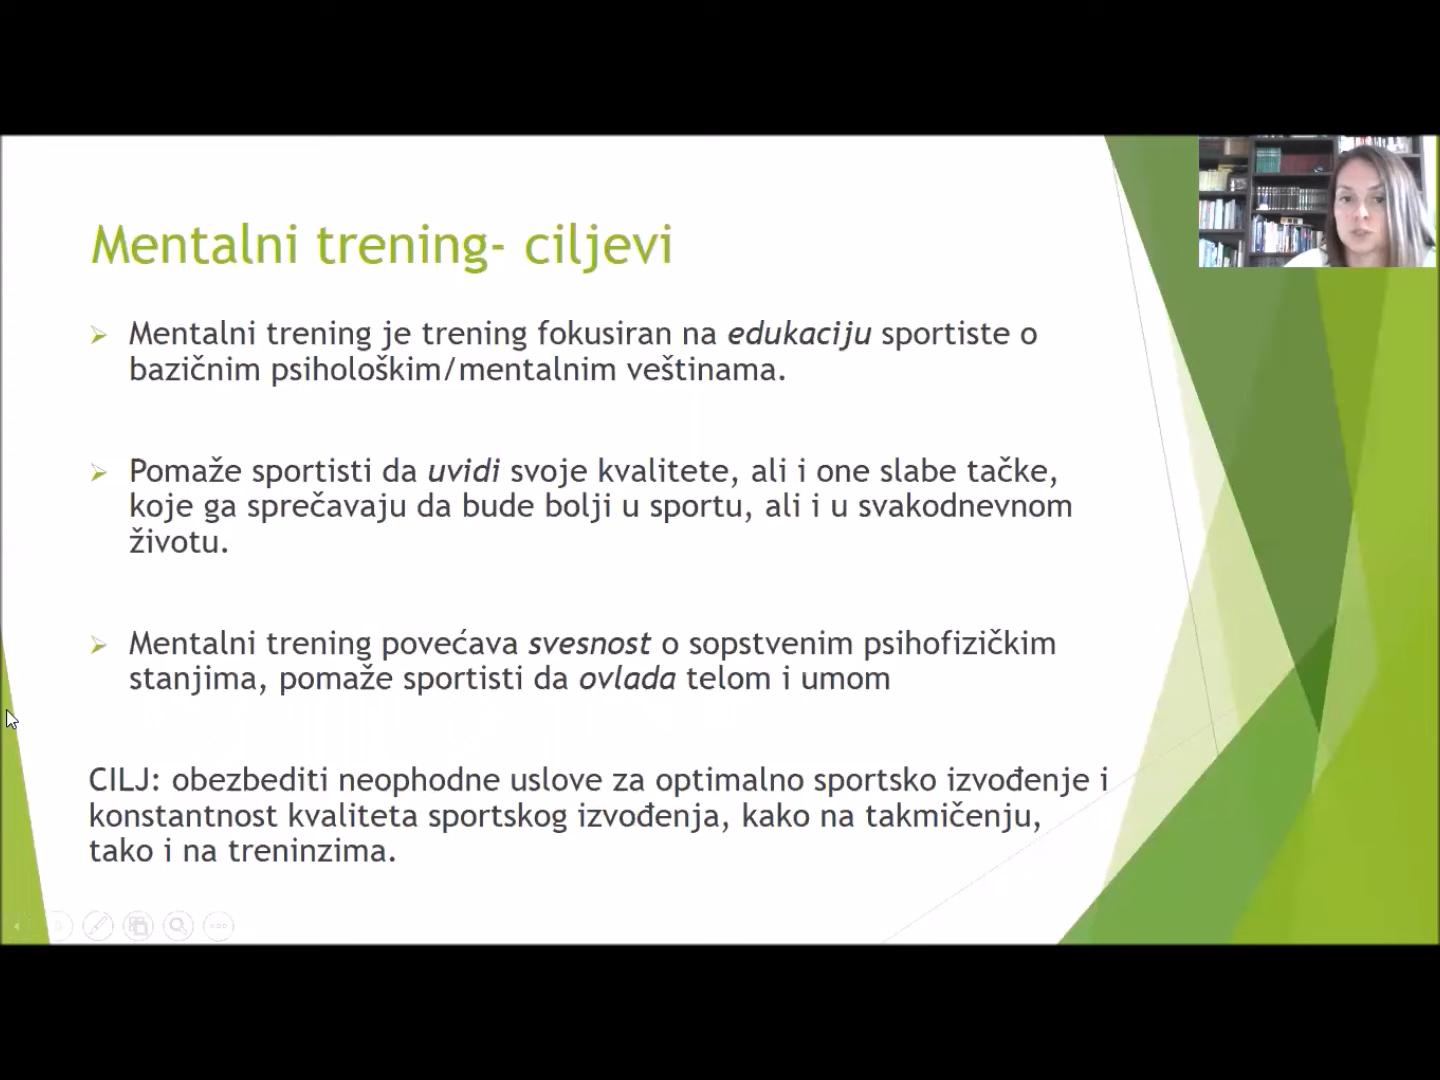 Mentalni trening- ciljevi
Mentalni trening je trening fokusiran na edukaciju sportiste o
bazičnim psihološkim/mentalnim veštinama.
Pomaže sportisti da uvidi svoje kvalitete, ali i one slabe tačke,
koje ga sprečavaju da bude bolji u sportu, ali i u svakodnevnom
životu.
Mentalni trening povećava svesnost o sopstvenim psihofizičkim
stanjima, pomaže sportisti da ovlada telom i umom
CILJ: obezbediti neophodne uslove za optimalno sportsko izvođenje i
konstantnost kvaliteta sportskog izvođenja, kako na takmičenju,
tako i na treninzima.